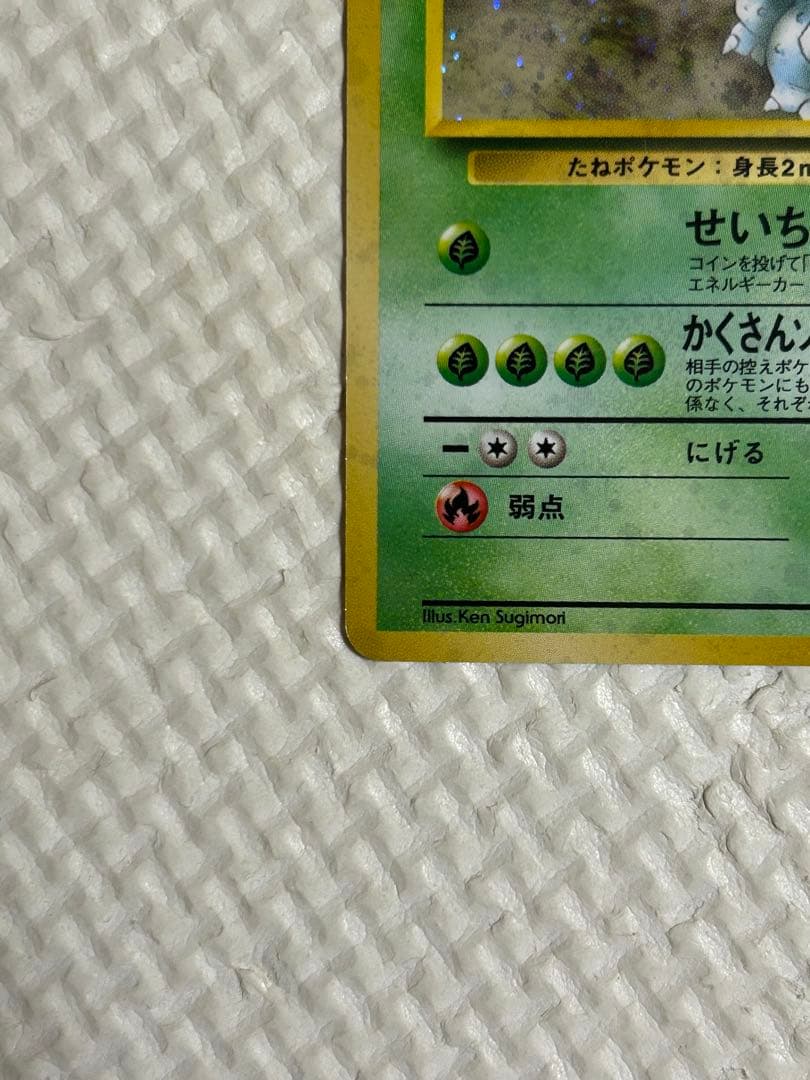 たねポケモン：身長2m
せいち
コインを投げて「
エネルギーカー
かくさんソ
相手の控えポケ
のポケモンにも
係なく、それぞ
にげる
弱点
Illus. Ken Sugimori